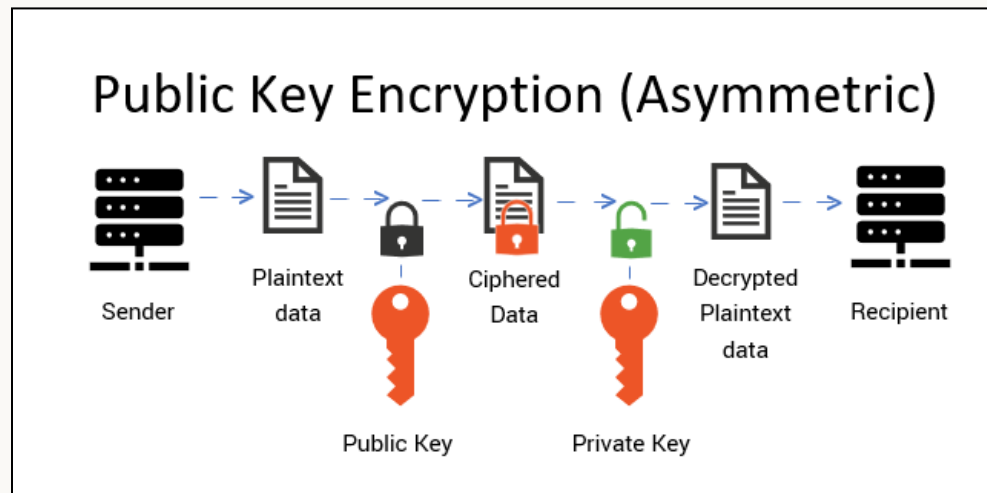 Public Key Encryption (Asymmetric)
Sender
Plaintext
data
Ciphered
Data
Decrypted
Plaintext
data
Recipient
Public Key
Private Key